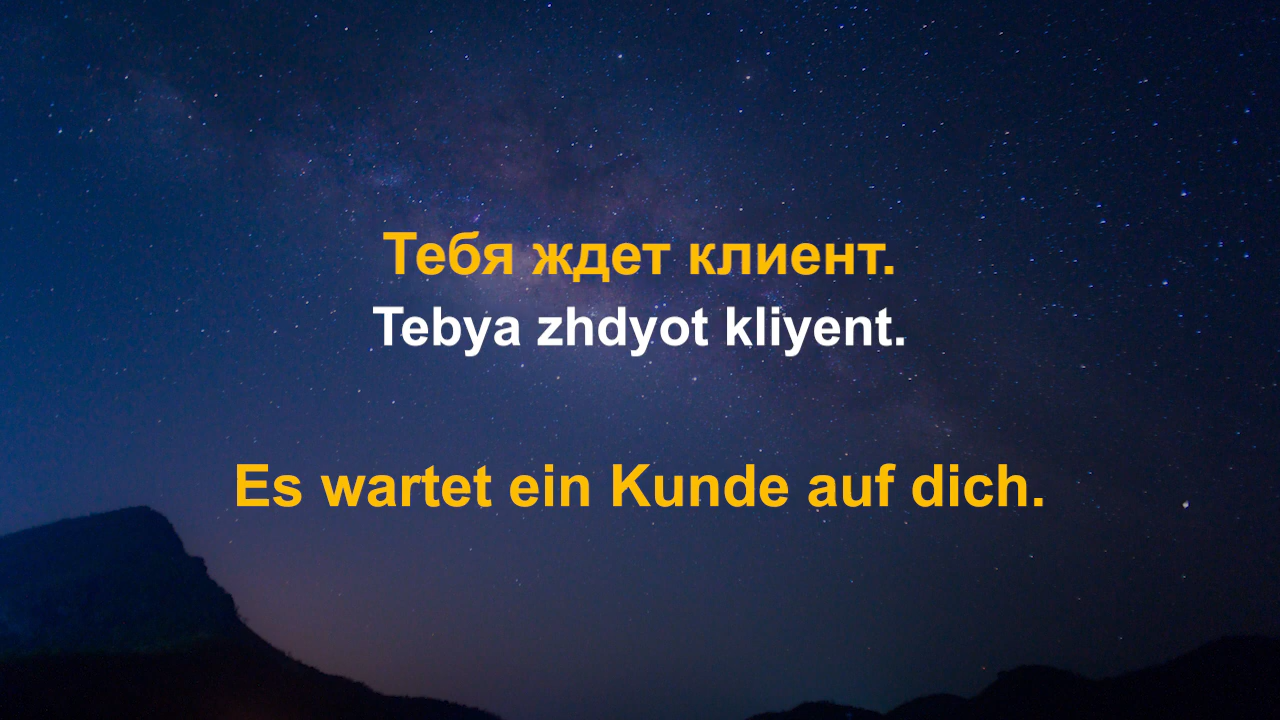 Тебя ждет клиент.
Tebya zhdyot kliyent.
Es wartet ein Kunde auf dich.